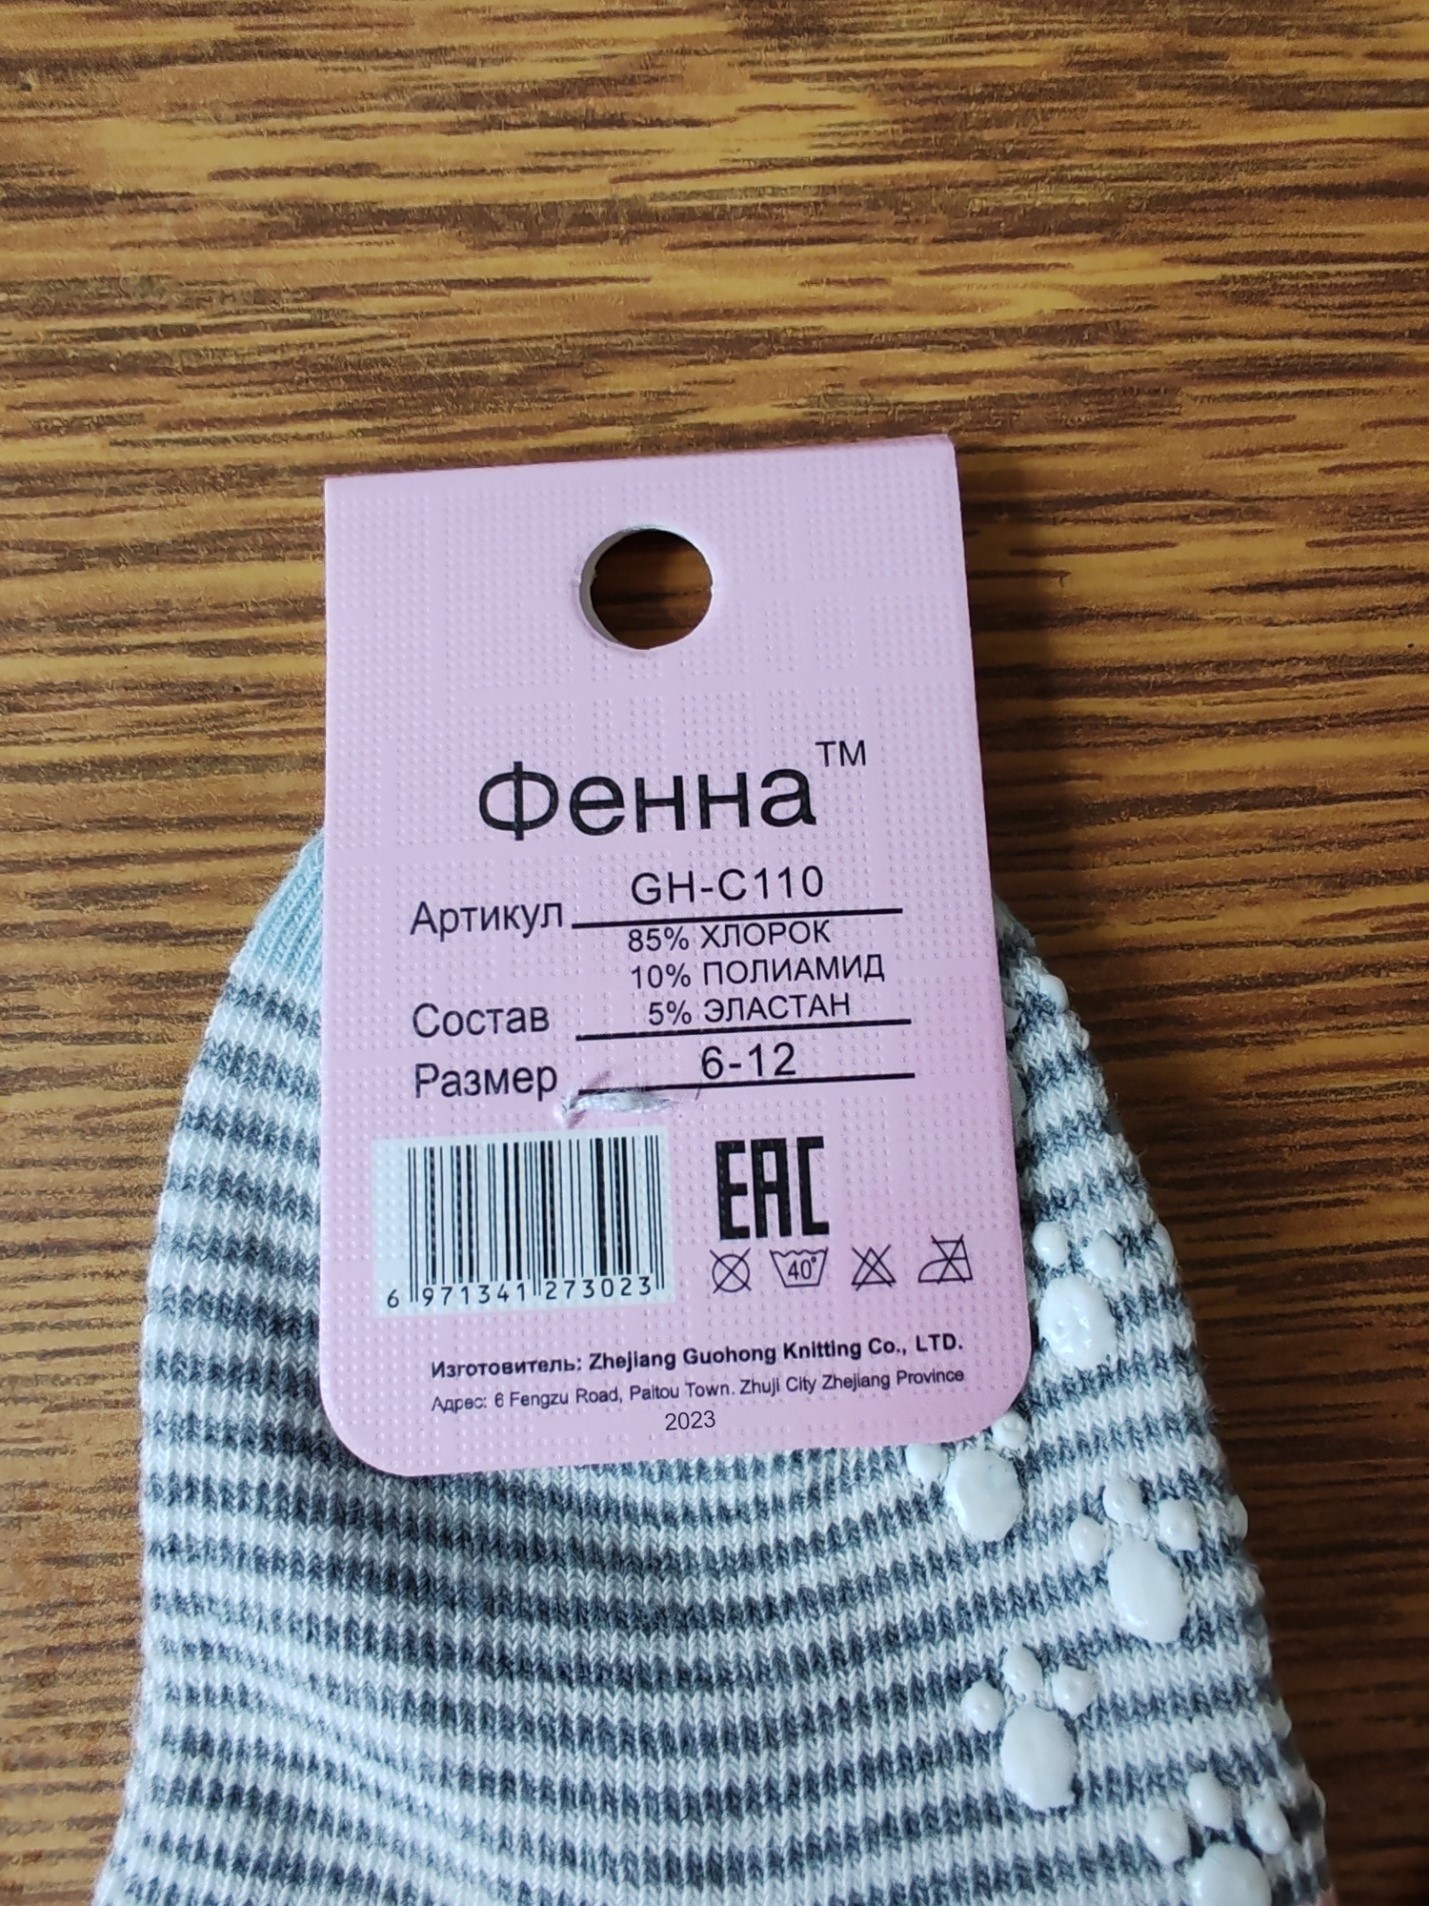 Фенна™
Артикул GH-C110
85% ХЛОРОК
10% ПОЛИАМИД
Состав 5% ЭЛАСТАН
Размер 6-12
EAC
40°
6 971341 273023
Изготовитель: Zhejiang Guohong Knitting Co., LTD.
Адрес: 6 Fengzu Road, Paitou Town. Zhuji City Zhejiang Province
2023